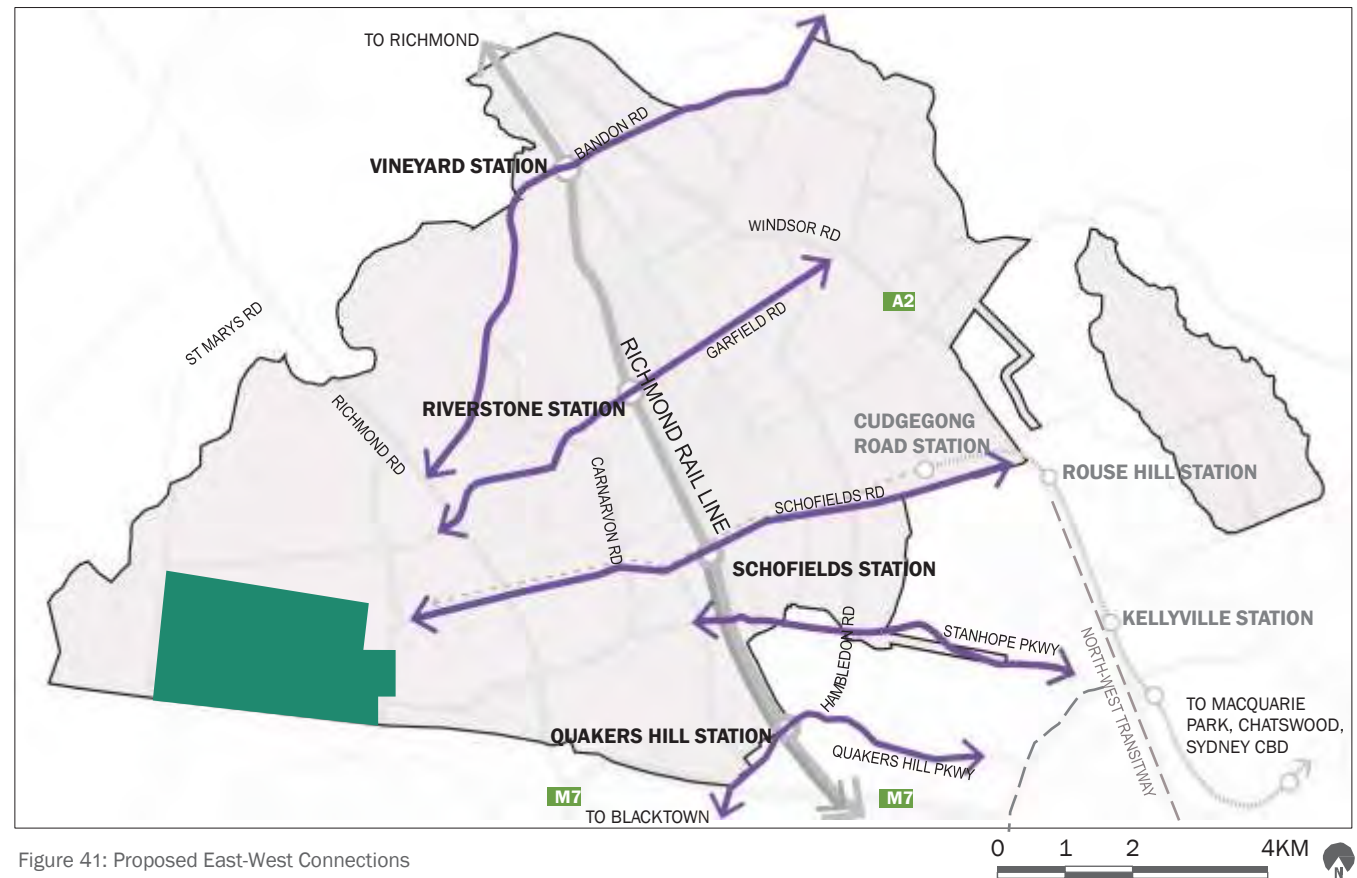 TO RICHMOND
BANDON RD
VINEYARD STATION
WINDSOR RD
A2
ST MARYS RD
GARFIELD RD
RICHMOND RD
RIVERSTONE STATION
RICHMOND RAIL LINE
CUDGEGONG
ROAD STATION
ROUSE HILL STATION
CARNARVON RD
SCHOFIELDS RD
SCHOFIELDS STATION
HAMBLEDON RD
STANHOPE PKWY
KELLYVILLE STATION
NORTH-WEST TRANSITWAY
QUAKERS HILL STATION
QUAKERS HILL PKWY
TO MACQUARIE
PARK, CHATSWOOD,
SYDNEY CBD
M7
M7
TO BLACKTOWN
Figure 41: Proposed East-West Connections
0 1 2 4KM
N